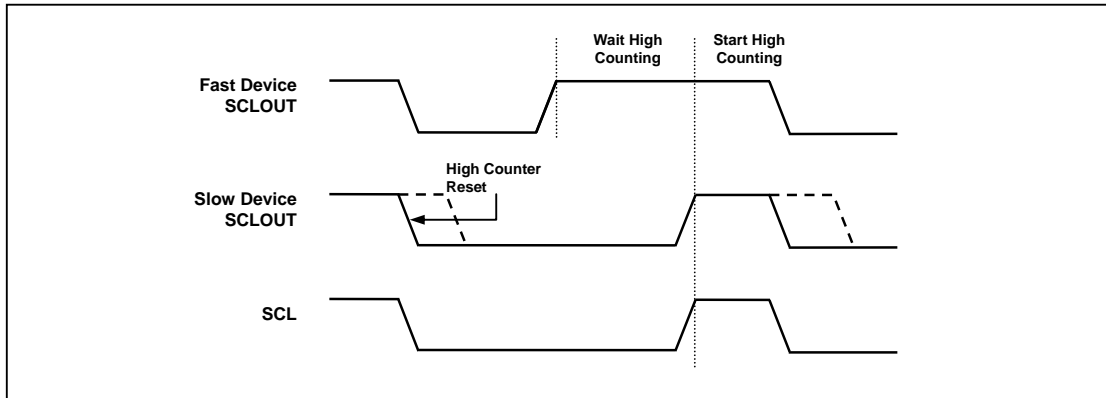 Wait High
Counting
Start High
Counting
Fast Device
SCLOUT
High Counter
Reset
Slow Device
SCLOUT
SCL